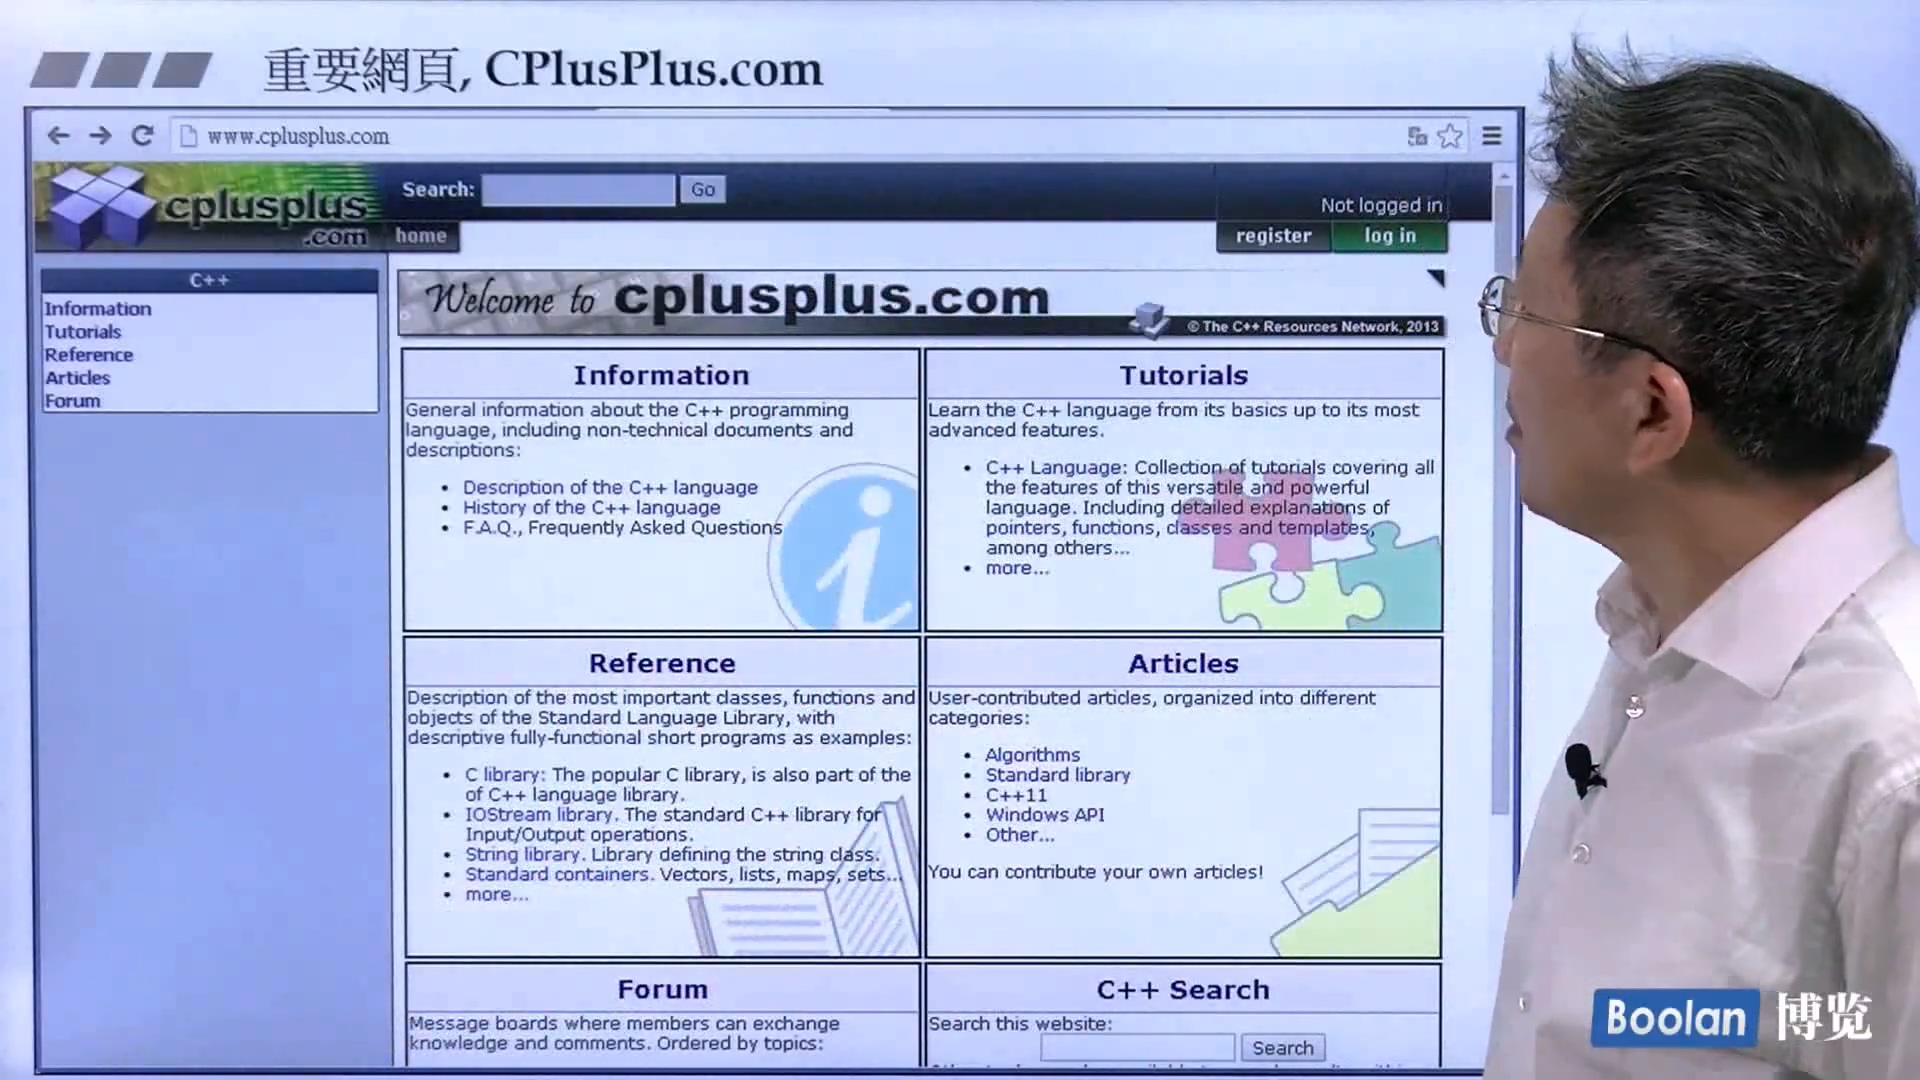 重要網頁, CPlusPlus.com
www.cplusplus.com
cplusplus
.com
Search:
Go
Not logged in
home
register
log in
C++
Information
Tutorials
Reference
Articles
Forum
Welcome to cplusplus.com
© The C++ Resources Network, 2013
Information
General information about the C++ programming
language, including non-technical documents and
descriptions:
• Description of the C++ language
• History of the C++ language
• F.A.Q., Frequently Asked Questions
Tutorials
Learn the C++ language from its basics up to its most
advanced features.
• C++ Language: Collection of tutorials covering all
the features of this versatile and powerful
language. Including detailed explanations of
pointers, functions, classes and templates,
among others...
• more...
Reference
Description of the most important classes, functions and
objects of the Standard Language Library, with
descriptive fully-functional short programs as examples:
• C library: The popular C library, is also part of the
of C++ language library.
• IOStream library. The standard C++ library for
Input/Output operations.
• String library. Library defining the string class.
• Standard containers. Vectors, lists, maps, sets...
• more...
Articles
User-contributed articles, organized into different
categories:
• Algorithms
• Standard library
• C++11
• Windows API
• Other...
You can contribute your own articles!
Forum
Message boards where members can exchange
knowledge and comments. Ordered by topics:
C++ Search
Search this website:
Search
Boolan 博览